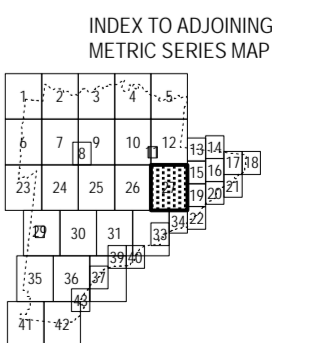 INDEX TO ADJOINING
METRIC SERIES MAP
1 2 3 4 5
6 7 8 9 10 12 13 14
17 18
23 24 25 26 27 15 16
19 20 21
29 30 31 33 34 22
39 40
35 36 37
43
41 42